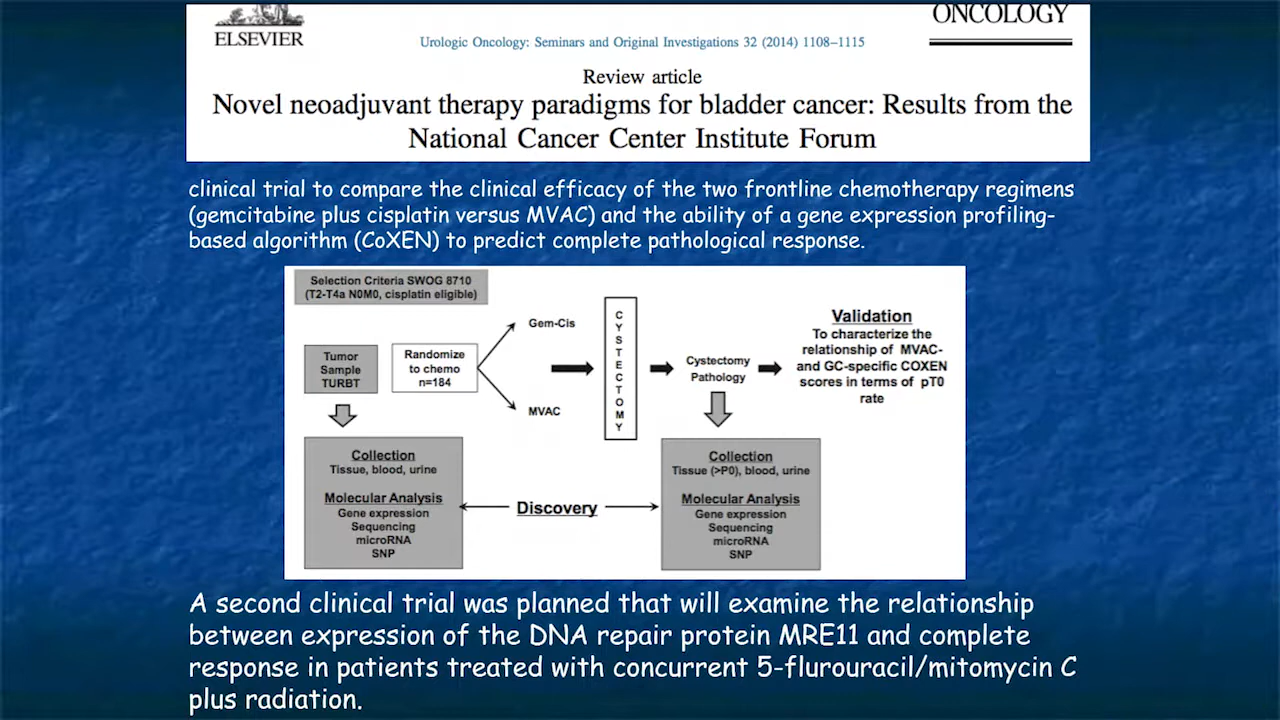 ELSEVIER
ONCOLOGY
Urologic Oncology: Seminars and Original Investigations 32 (2014) 1108–1115
Review article
Novel neoadjuvant therapy paradigms for bladder cancer: Results from the
National Cancer Center Institute Forum
clinical trial to compare the clinical efficacy of the two frontline chemotherapy regimens
(gemcitabine plus cisplatin versus MVAC) and the ability of a gene expression profiling-
based algorithm (CoXEN) to predict complete pathological response.
Selection Criteria SWOG 8710
(T2-T4a N0M0, cisplatin eligible)
Tumor
Sample
TURBT
Randomize
to chemo
n=184
Gem-Cis
MVAC
C
Y
S
T
E
C
T
O
M
Y
Cystectomy
Pathology
Validation
To characterize the
relationship of MVAC-
and GC-specific COXEN
scores in terms of pT0
rate
Collection
Tissue, blood, urine
Molecular Analysis
Gene expression
Sequencing
microRNA
SNP
Discovery
Collection
Tissue (>P0), blood, urine
Molecular Analysis
Gene expression
Sequencing
microRNA
SNP
A second clinical trial was planned that will examine the relationship
between expression of the DNA repair protein MRE11 and complete
response in patients treated with concurrent 5-flurouracil/mitomycin C
plus radiation.